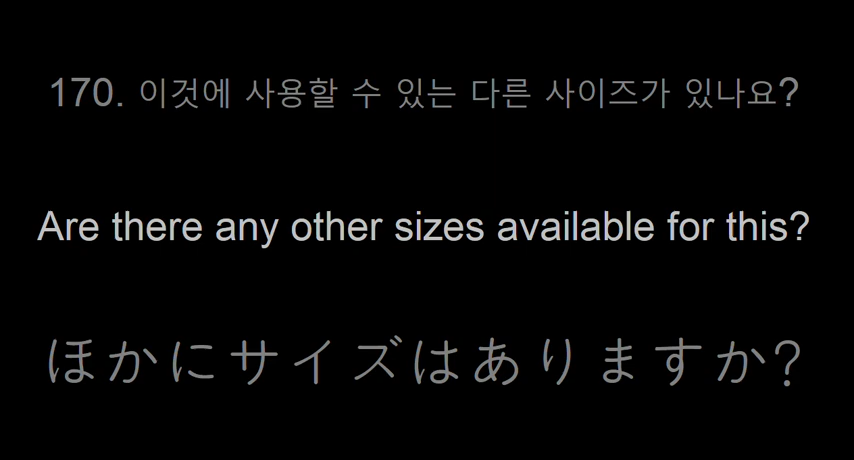 170. 이것에 사용할 수 있는 다른 사이즈가 있나요?
Are there any other sizes available for this?
ほかにサイズはありますか?